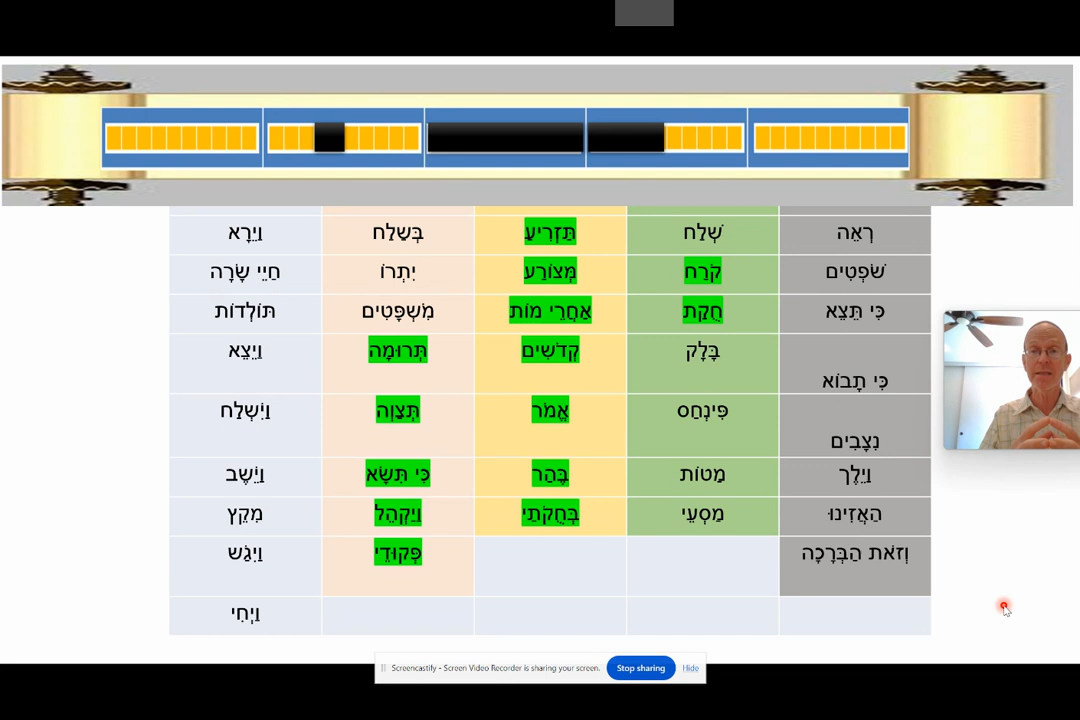 רְאֵה שְׁלַח תַּזְרִיעַ בְּשַׁלַּח וַיֵּרָא
שֹׁפְטִים קֹרַח מְּצֹורָע יִתְרוֹ חַיֵּי שָׂרָה
כִּי תֵּצֵא חֻקַּת אַחֲרֵי מוֹת מִּשְׁפָּטִים תּוֹלְדוֹת
כִּי תָבוֹא בָּלָק קְדֹשִׁים תְּרוּמָה וַיֵּצֵא
נִצָּבִים פִּינְחַס אֱמֹר תְּצַוֶּה וַיִּשְׁלַח
וַיֵּלֶךְ מַטּוֹת בְּהַר כִּי תִשָּׂא וַיֵּשֶׁב
הַאֲזִינוּ מַסְעֵי בְּחֻקֹּתַי וַיַּקְהֵל מִקֵּץ
וְזֹאת הַבְּרָכָה פְקוּדֵי וַיִּגַּשׁ
וַיְחִי
Screencastify - Screen Video Recorder is sharing your screen. Stop sharing Hide